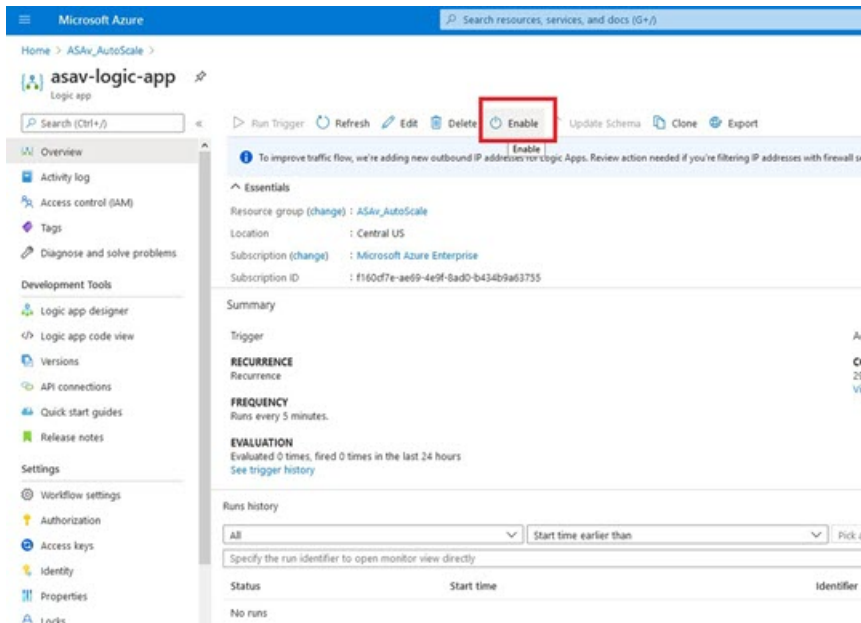 Microsoft Azure
Search resources, services, and docs (G+/)
Home > ASAv_AutoScale >
asav-logic-app
Logic app
Search (Ctrl+/)
«
Run Trigger Refresh Edit Delete Enable Update Schema Clone Export
Enable
Overview
Activity log
Access control (IAM)
Tags
Diagnose and solve problems
Development Tools
Logic app designer
Logic app code view
Versions
API connections
Quick start guides
Release notes
Settings
Workflow settings
Authorization
Access keys
Identity
Properties
Locks
To improve traffic flow, we're adding new outbound IP addresses for Logic Apps. Review action needed if you're filtering IP addresses with firewall
Essentials
Resource group (change) : ASAv_AutoScale
Location : Central US
Subscription (change) : Microsoft Azure Enterprise
Subscription ID : f160cf7e-ae69-4e9f-8ad0-b434b9a63755
Summary
Trigger
RECURRENCE
Recurrence
FREQUENCY
Runs every 5 minutes.
EVALUATION
Evaluated 0 times, fired 0 times in the last 24 hours
See trigger history
Runs history
All Start time earlier than Pick a
Specify the run identifier to open monitor view directly
Status Start time Identifier
No runs